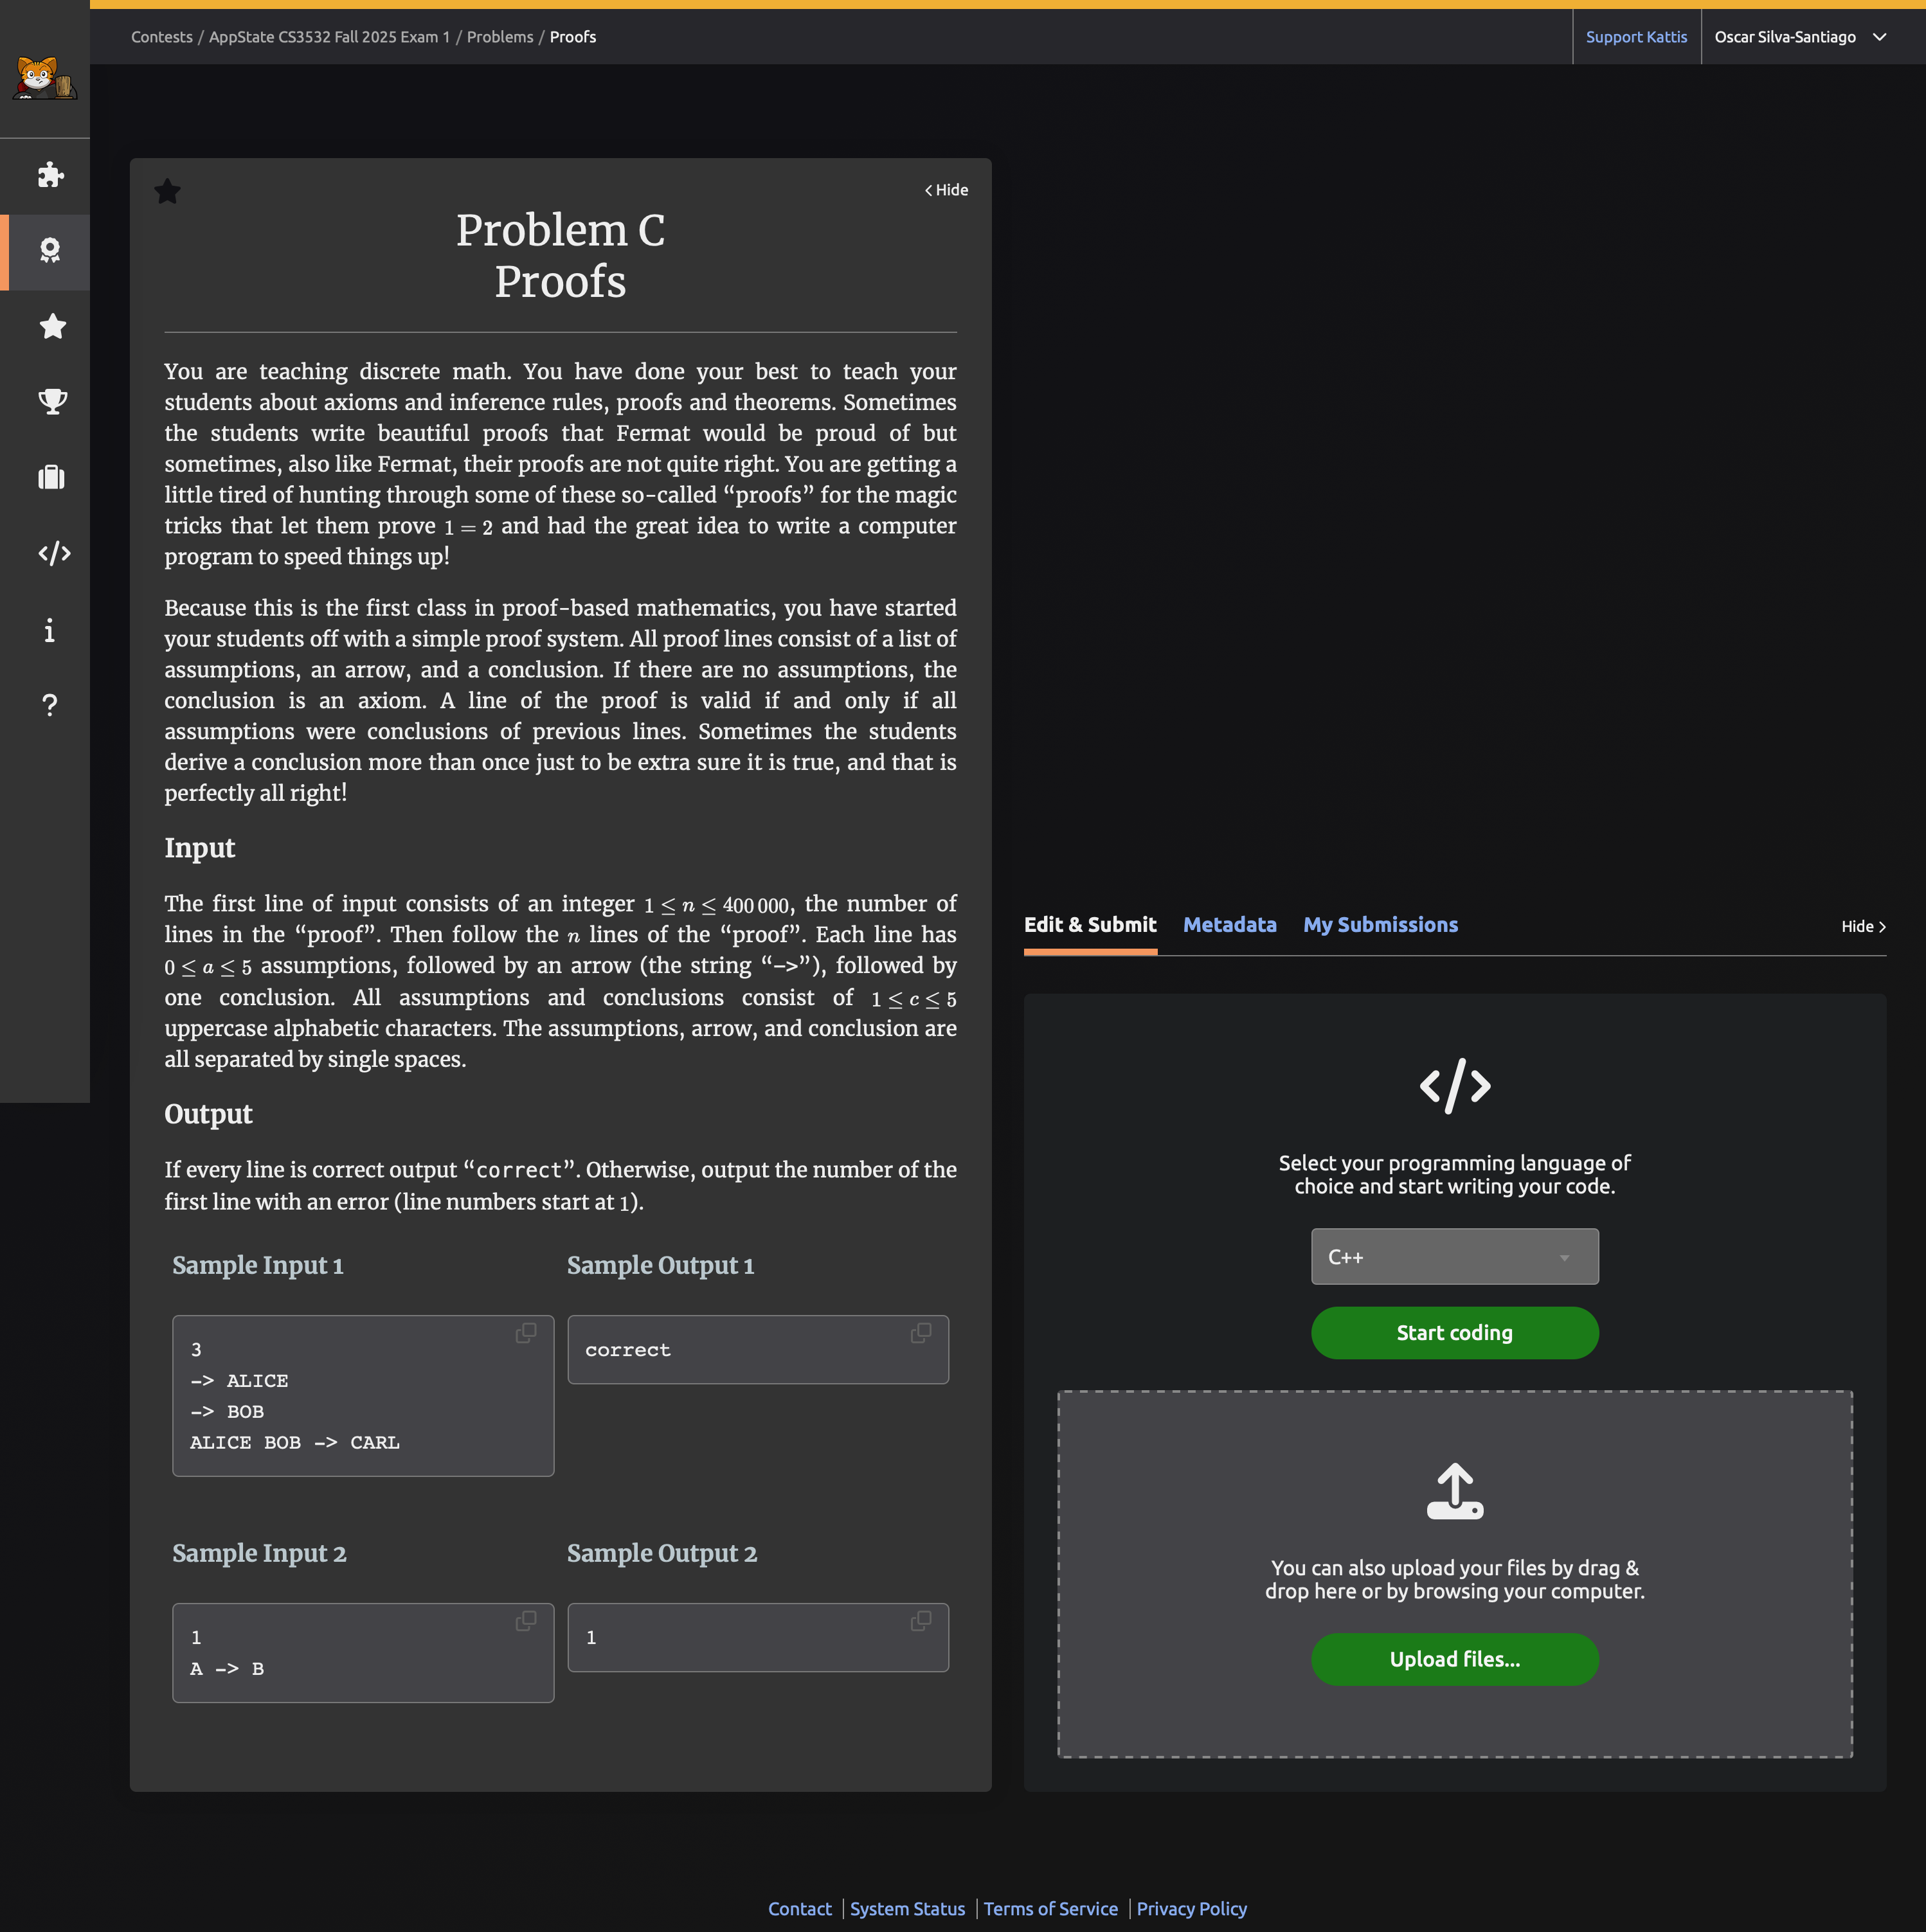 Contests / AppState CS3532 Fall 2025 Exam 1 / Problems / Proofs
Support Kattis
Oscar Silva-Santiago
Hide
Problem C
Proofs
You are teaching discrete math. You have done your best to teach your
students about axioms and inference rules, proofs and theorems. Sometimes
the students write beautiful proofs that Fermat would be proud of but
sometimes, also like Fermat, their proofs are not quite right. You are getting a
little tired of hunting through some of these so-called “proofs” for the magic
tricks that let them prove 1 = 2 and had the great idea to write a computer
program to speed things up!
Because this is the first class in proof-based mathematics, you have started
your students off with a simple proof system. All proof lines consist of a list of
assumptions, an arrow, and a conclusion. If there are no assumptions, the
conclusion is an axiom. A line of the proof is valid if and only if all
assumptions were conclusions of previous lines. Sometimes the students
derive a conclusion more than once just to be extra sure it is true, and that is
perfectly all right!
Input
The first line of input consists of an integer 1 ≤ n ≤ 400 000, the number of
lines in the “proof”. Then follow the n lines of the “proof”. Each line has
0 ≤ a ≤ 5 assumptions, followed by an arrow (the string “->”), followed by
one conclusion. All assumptions and conclusions consist of 1 ≤ c ≤ 5
uppercase alphabetic characters. The assumptions, arrow, and conclusion are
all separated by single spaces.
Output
If every line is correct output “correct”. Otherwise, output the number of the
first line with an error (line numbers start at 1).
Sample Input 1
3
-> ALICE
-> BOB
ALICE BOB -> CARL
Sample Output 1
correct
Sample Input 2
1
A -> B
Sample Output 2
1
Edit & Submit
Metadata
My Submissions
Hide
Select your programming language of
choice and start writing your code.
C++
Start coding
You can also upload your files by drag &
drop here or by browsing your computer.
Upload files...
Contact | System Status | Terms of Service | Privacy Policy